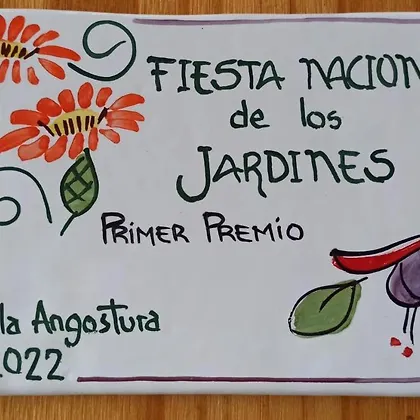 FIESTA NACION
de los
JARDINES
PRIMER PREMIO
la Angostura
2022